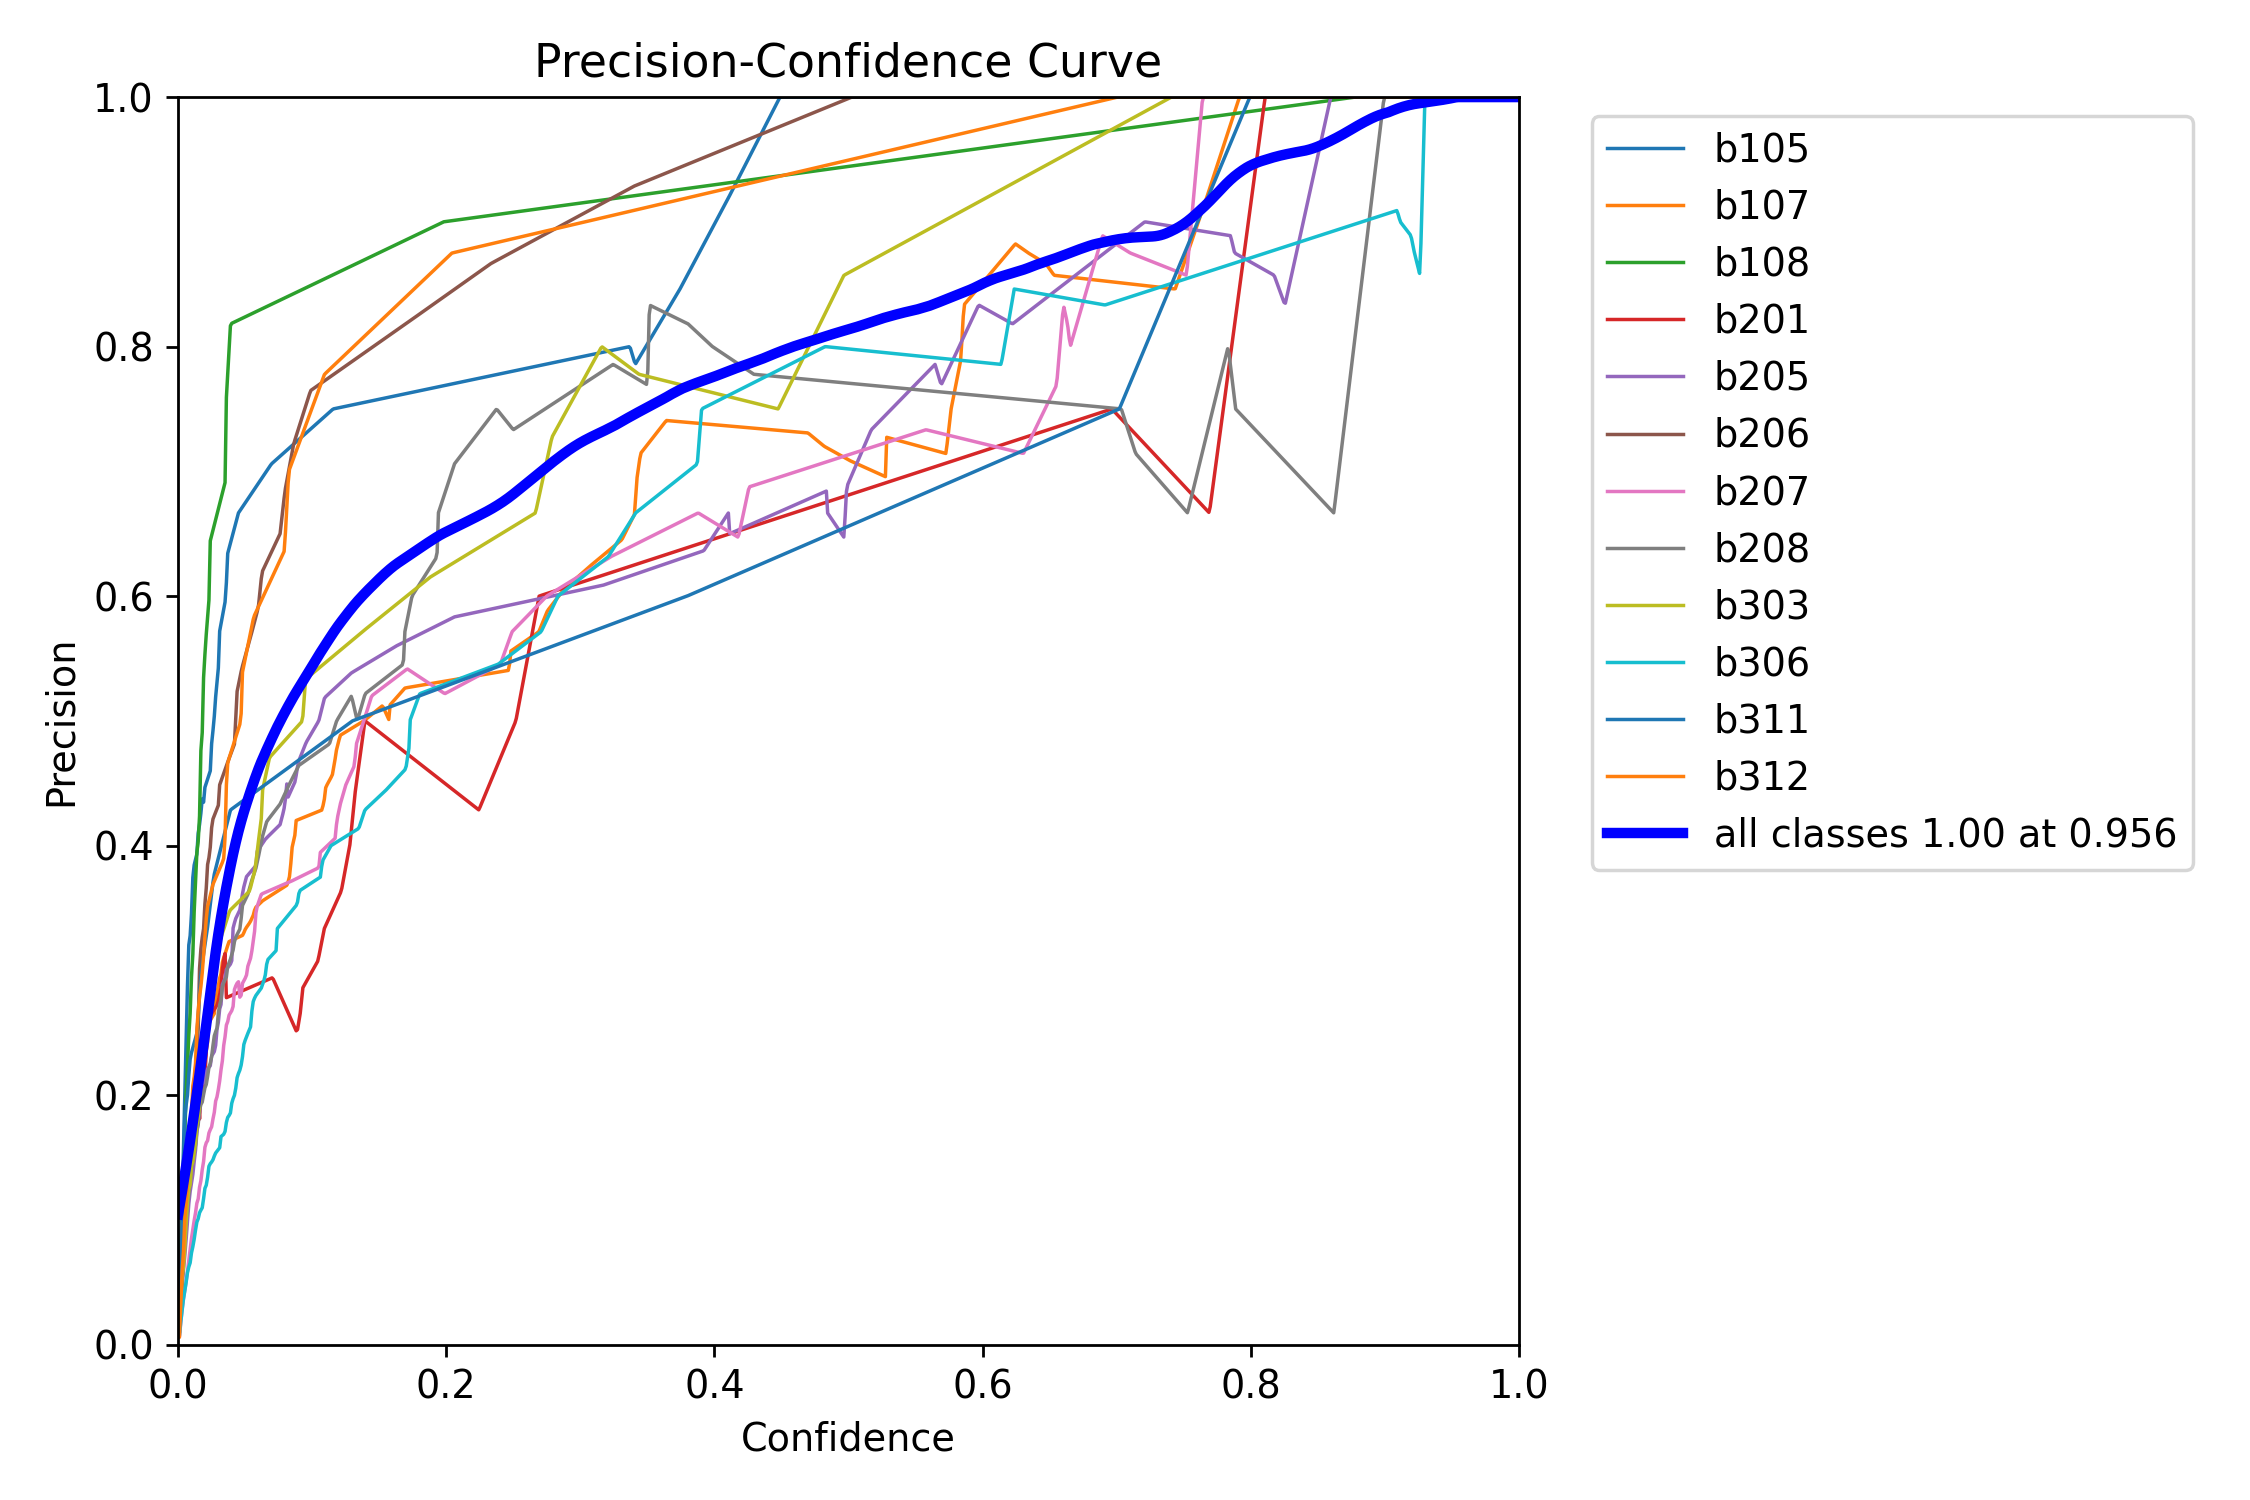 Precision-Confidence Curve
1.0
0.8
0.6
0.4
0.2
0.0
Precision
0.0 0.2 0.4 0.6 0.8 1.0
Confidence
b105
b107
b108
b201
b205
b206
b207
b208
b303
b306
b311
b312
all classes 1.00 at 0.956